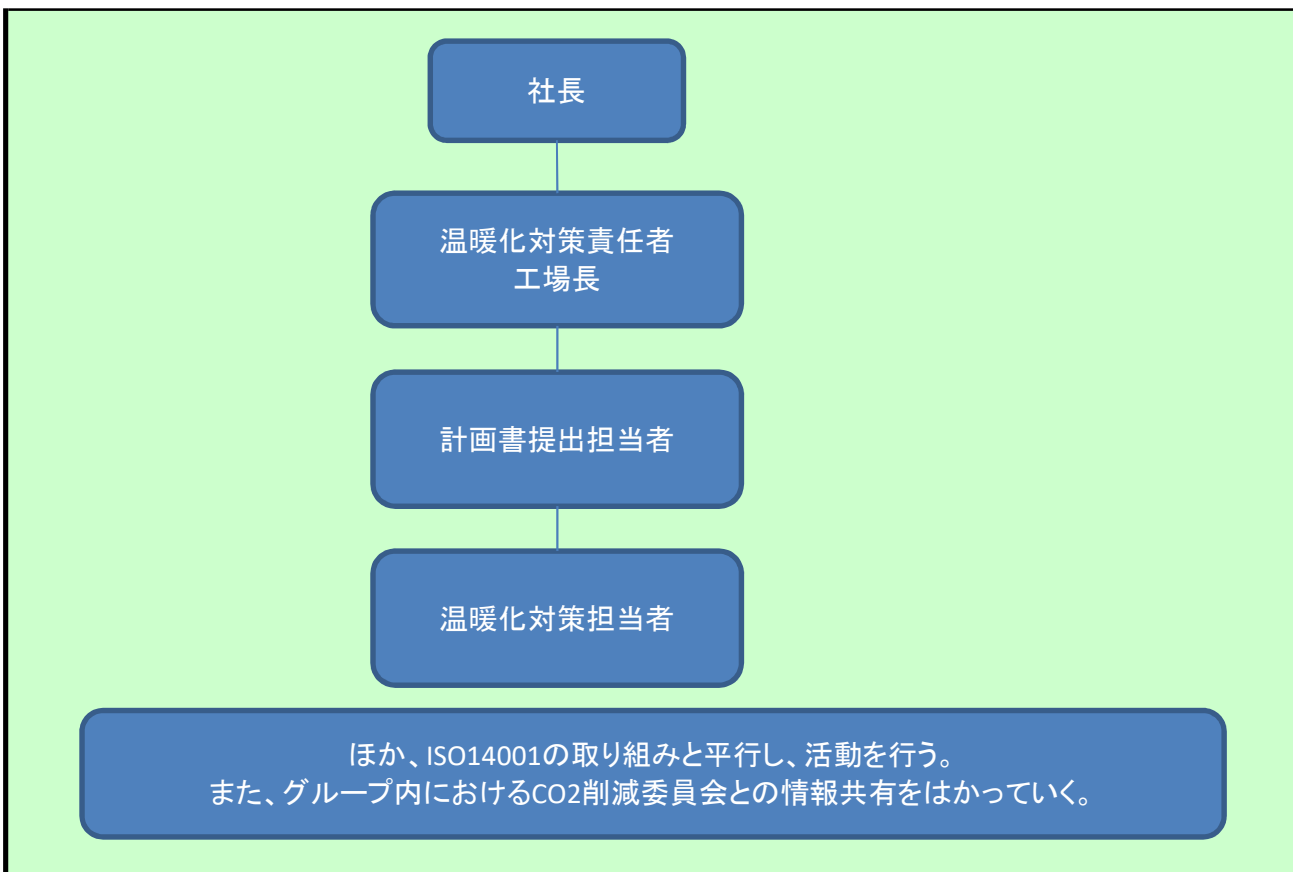 社長
温暖化対策責任者
工場長
計画書提出担当者
温暖化対策担当者
ほか、ISO14001の取り組みと平行し、活動を行う。
また、グループ内におけるCO2削減委員会との情報共有をはかっていく。